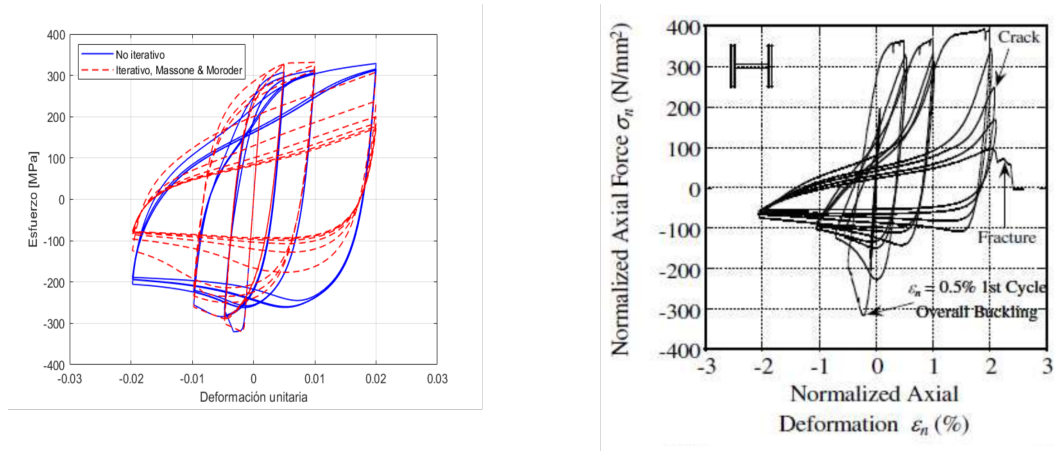 400
300
200
100
0
-100
-200
-300
-400
Esfuerzo [MPa]
No iterativo
Iterativo, Massone & Moroder
-0.03
-0.02
-0.01
0
0.01
0.02
0.03
Deformación unitaria
400
300
200
100
0
-100
-200
-300
-400
Normalized Axial Force σn (N/mm²)
Crack
Fracture
εn = 0.5% 1st Cycle
Overall Buckling
-3
-2
-1
0
1
2
3
Normalized Axial
Deformation εn (%)